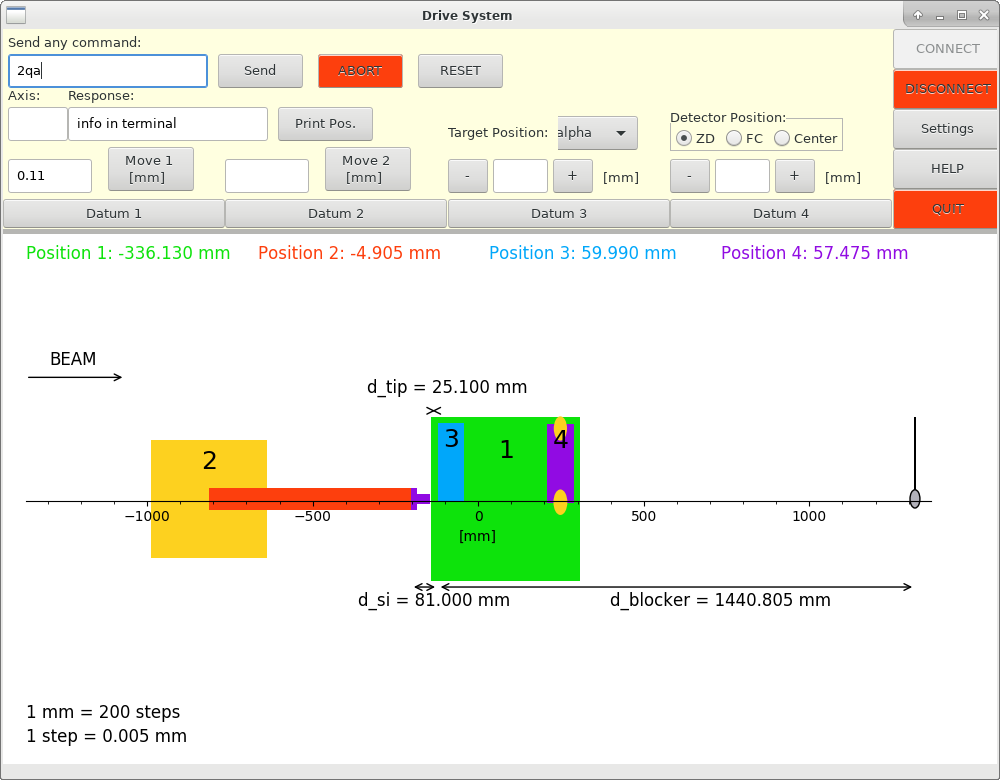 Drive System
Send any command:
CONNECT
2qa
Send
ABORT
RESET
DISCONNECT
Axis:
Response:
info in terminal
Print Pos.
Target Position:
alpha
Detector Position:
ZD
FC
Center
Settings
0.11
Move 1
[mm]
Move 2
[mm]
-
+
[mm]
-
+
[mm]
HELP
Datum 1
Datum 2
Datum 3
Datum 4
QUIT
Position 1: -336.130 mm
Position 2: -4.905 mm
Position 3: 59.990 mm
Position 4: 57.475 mm
BEAM
d_tip = 25.100 mm
2
3
1
4
−1000
−500
0
500
1000
[mm]
d_si = 81.000 mm
d_blocker = 1440.805 mm
1 mm = 200 steps
1 step = 0.005 mm